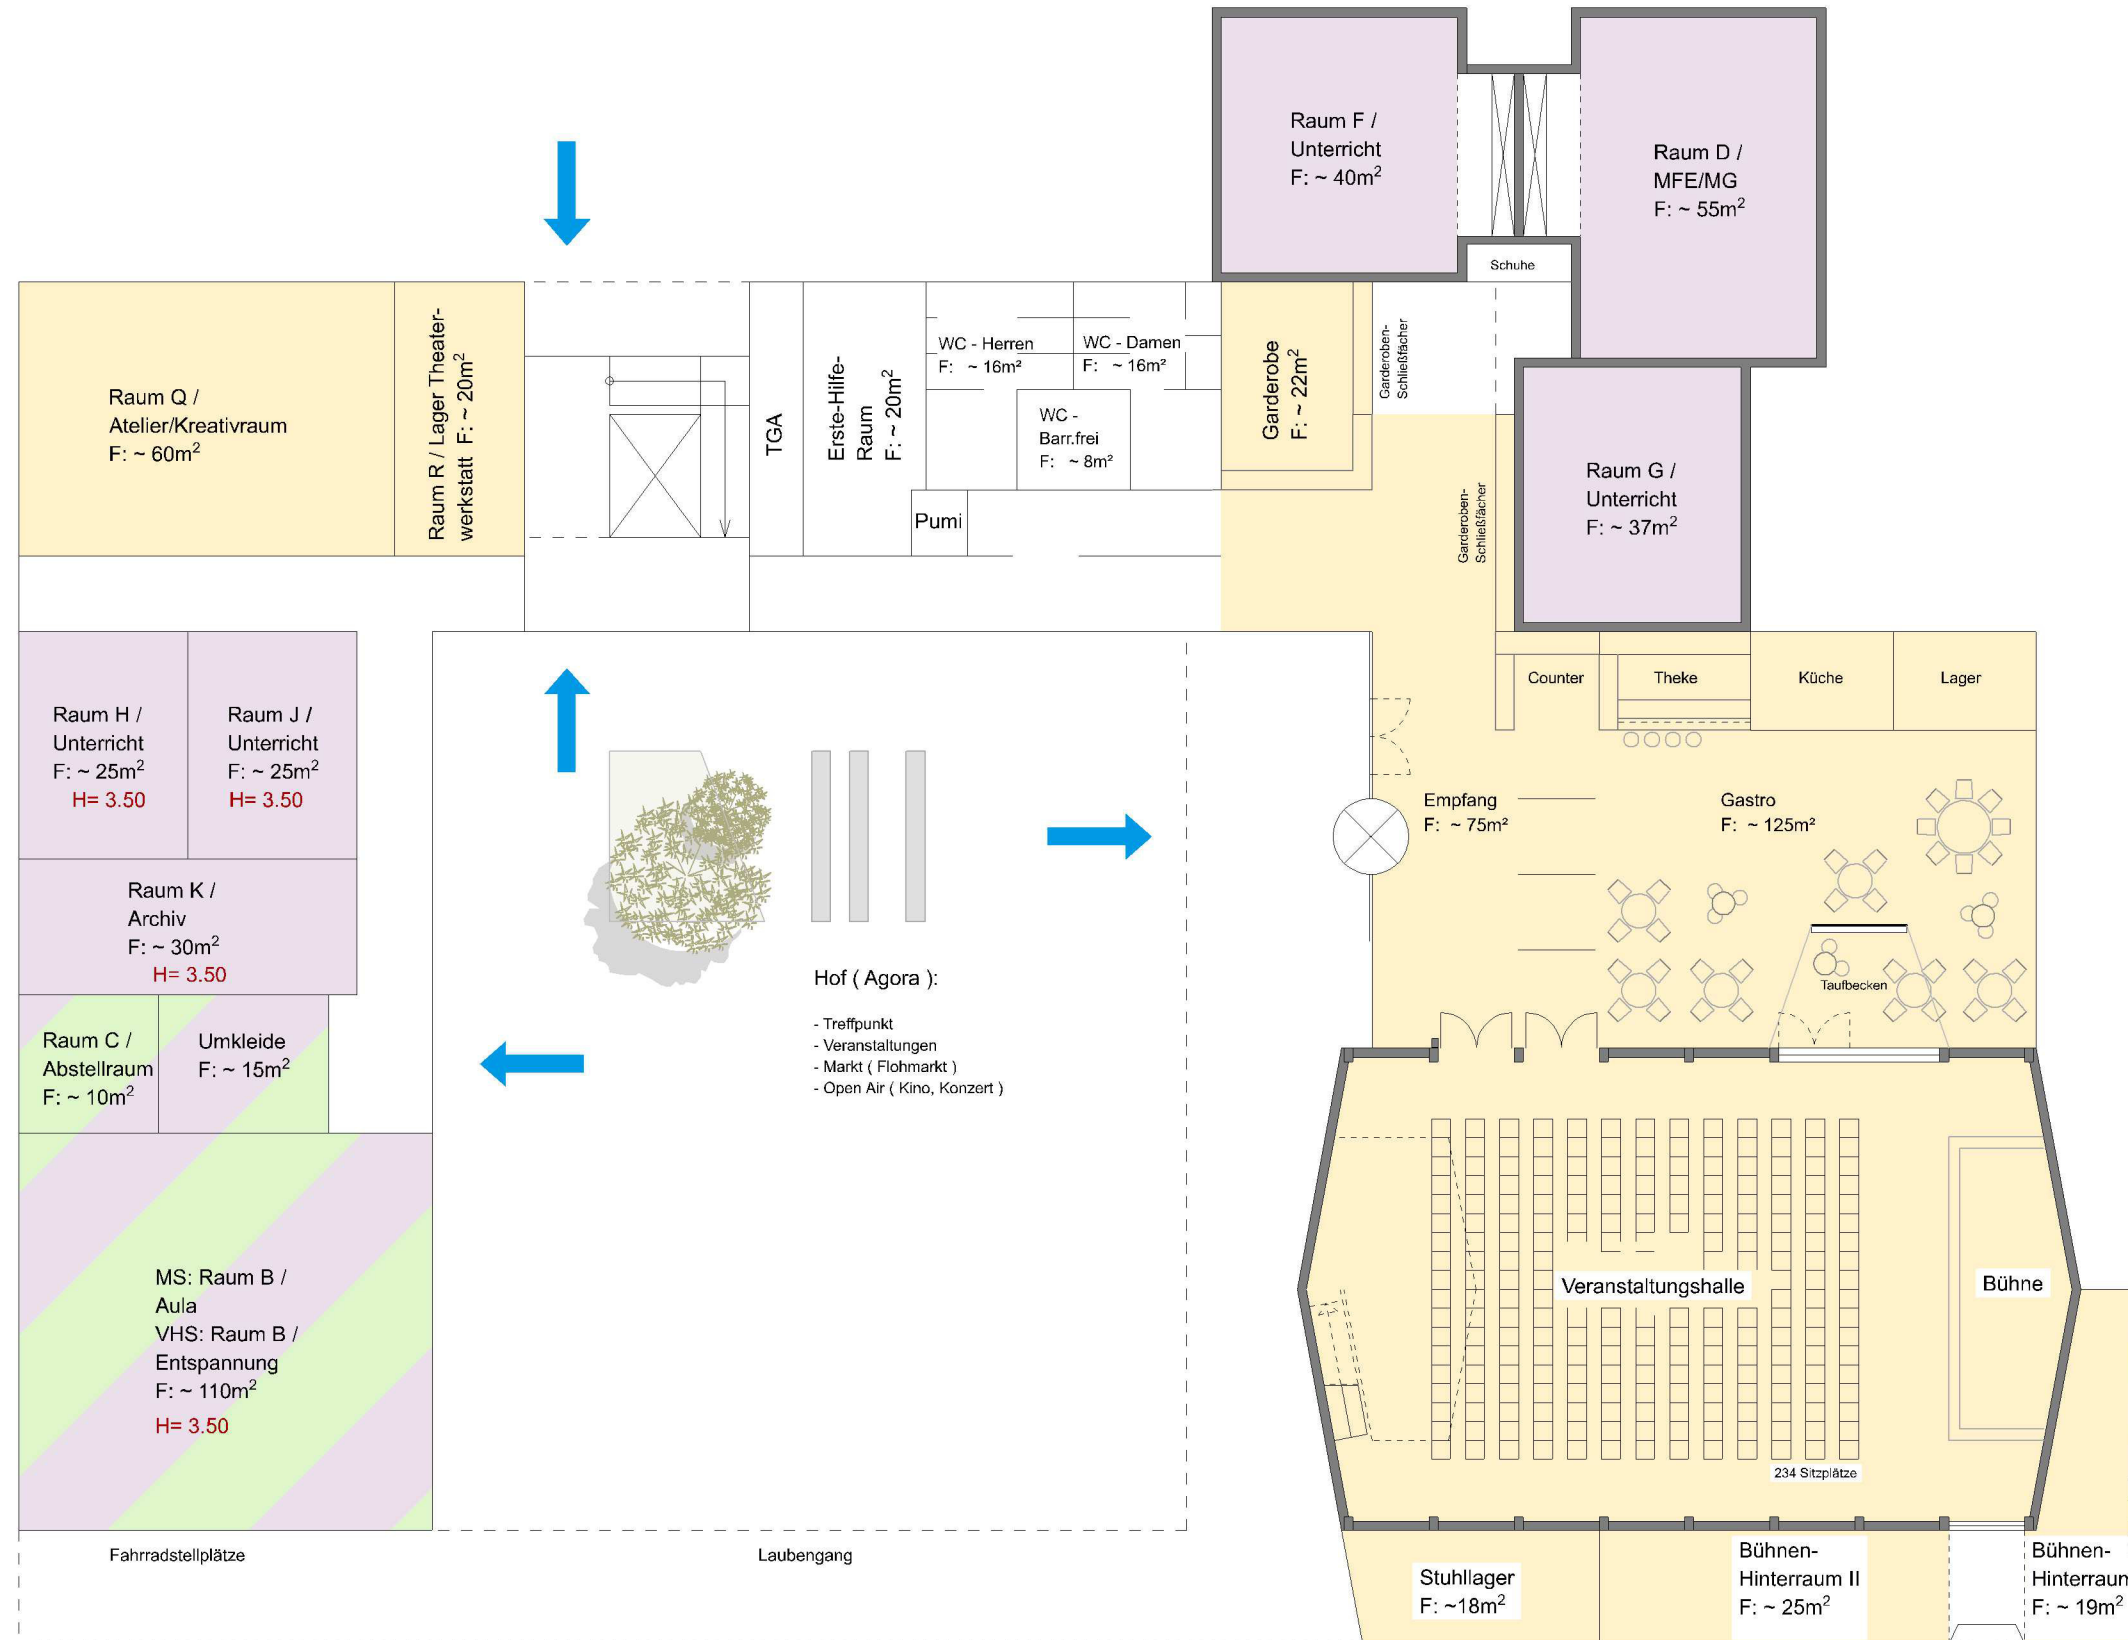 Raum F /
Unterricht
F: ~ 40m²
Raum D /
MFE/MG
F: ~ 55m²
Schuhe
Raum Q /
Atelier/Kreativraum
F: ~ 60m²
Raum R / Lager Theater-
werkstatt F: ~ 20m²
TGA
Erste-Hilfe-
Raum
F: ~ 20m²
WC - Herren
F: ~ 16m²
WC - Damen
F: ~ 16m²
WC -
Barr.frei
F: ~ 8m²
Pumi
Garderobe
F: ~ 22m²
Garderoben-
Schließfächer
Garderoben-
Schließfächer
Raum G /
Unterricht
F: ~ 37m²
Raum H /
Unterricht
F: ~ 25m²
H= 3.50
Raum J /
Unterricht
F: ~ 25m²
H= 3.50
Counter
Theke
Küche
Lager
Empfang
F: ~ 75m²
Gastro
F: ~ 125m²
Taufbecken
Raum K /
Archiv
F: ~ 30m²
H= 3.50
Raum C /
Abstellraum
F: ~ 10m²
Umkleide
F: ~ 15m²
Hof ( Agora ):
- Treffpunkt
- Veranstaltungen
- Markt ( Flohmarkt )
- Open Air ( Kino, Konzert )
MS: Raum B /
Aula
VHS: Raum B /
Entspannung
F: ~ 110m²
H= 3.50
Veranstaltungshalle
Bühne
234 Sitzplätze
Fahrradstellplätze
Laubengang
Stuhllager
F: ~18m²
Bühnen-
Hinterraum II
F: ~ 25m²
Bühnen-
Hinterraum
F: ~ 19m²